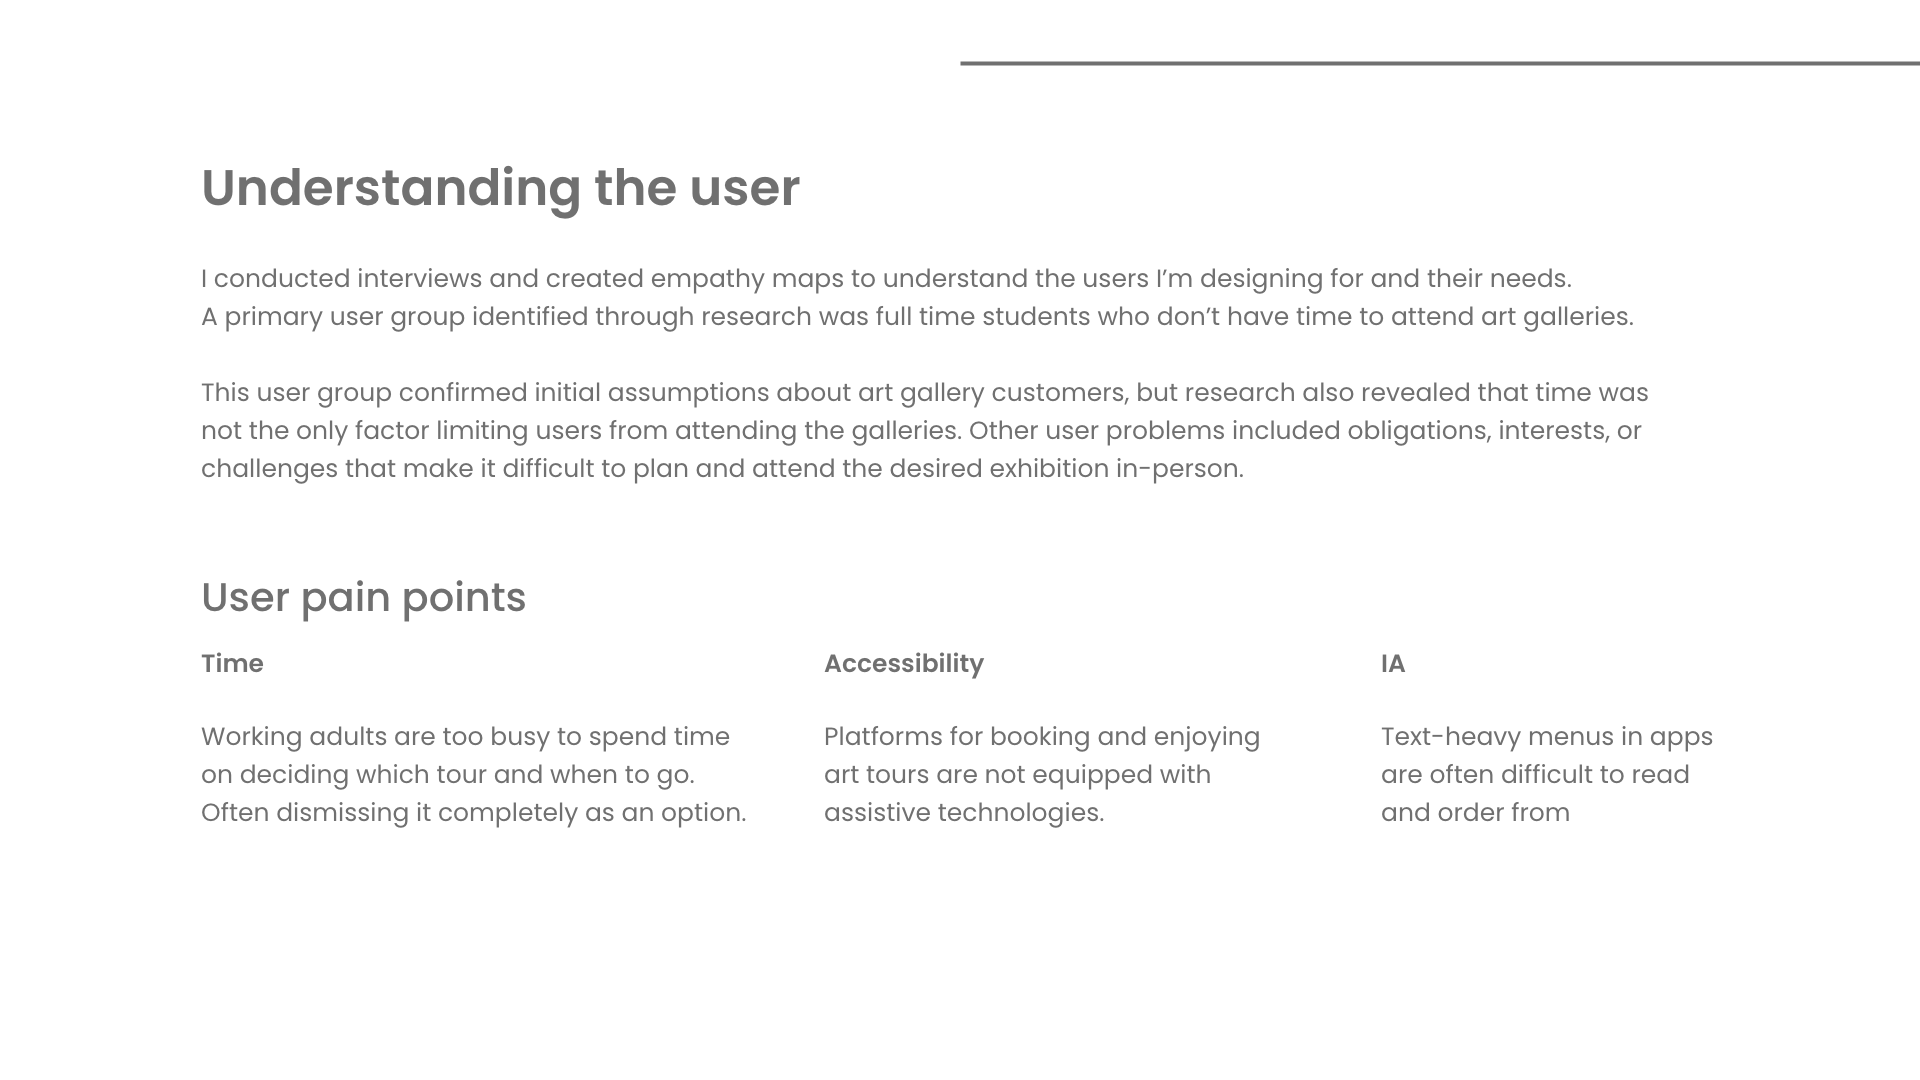 Understanding the user
I conducted interviews and created empathy maps to understand the users I’m designing for and their needs.
A primary user group identified through research was full time students who don’t have time to attend art galleries.
This user group confirmed initial assumptions about art gallery customers, but research also revealed that time was
not the only factor limiting users from attending the galleries. Other user problems included obligations, interests, or
challenges that make it difficult to plan and attend the desired exhibition in-person.
User pain points
Time
Working adults are too busy to spend time
on deciding which tour and when to go.
Often dismissing it completely as an option.
Accessibility
Platforms for booking and enjoying
art tours are not equipped with
assistive technologies.
IA
Text-heavy menus in apps
are often difficult to read
and order from